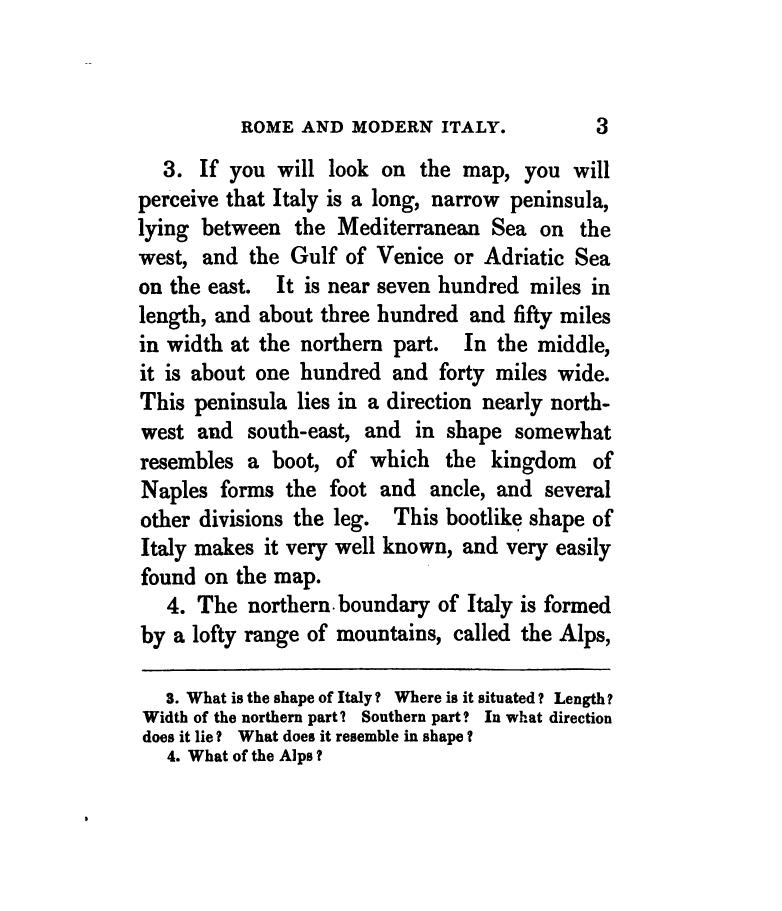 ROME AND MODERN ITALY. 3
3. If you will look on the map, you will
perceive that Italy is a long, narrow peninsula,
lying between the Mediterranean Sea on the
west, and the Gulf of Venice or Adriatic Sea
on the east. It is near seven hundred miles in
length, and about three hundred and fifty miles
in width at the northern part. In the middle,
it is about one hundred and forty miles wide.
This peninsula lies in a direction nearly north-
west and south-east, and in shape somewhat
resembles a boot, of which the kingdom of
Naples forms the foot and ancle, and several
other divisions the leg. This bootlike shape of
Italy makes it very well known, and very easily
found on the map.
4. The northern boundary of Italy is formed
by a lofty range of mountains, called the Alps,
3. What is the shape of Italy? Where is it situated? Length?
Width of the northern part? Southern part? In what direction
does it lie? What does it resemble in shape?
4. What of the Alps?